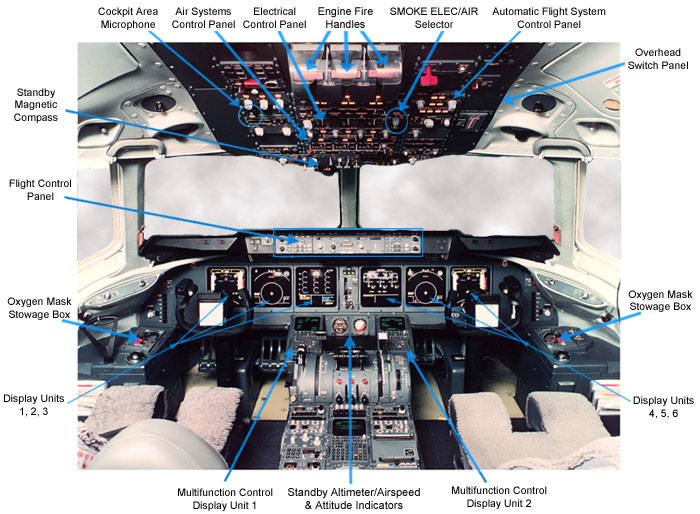 Cockpit Area
Microphone
Air Systems
Control Panel
Electrical
Control Panel
Engine Fire
Handles
SMOKE ELEC/AIR
Selector
Automatic Flight System
Control Panel
Overhead
Switch Panel
Standby
Magnetic
Compass
Flight Control
Panel
Oxygen Mask
Stowage Box
Oxygen Mask
Stowage Box
Display Units
1, 2, 3
Display Units
4, 5, 6
Multifunction Control
Display Unit 1
Standby Altimeter/Airspeed
& Attitude Indicators
Multifunction Control
Display Unit 2